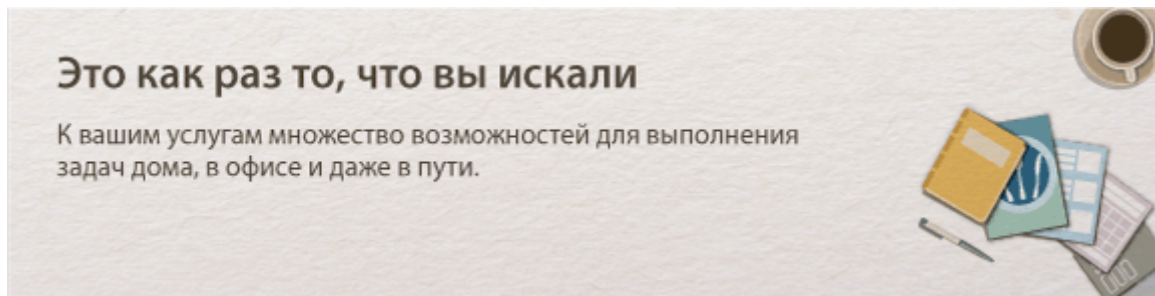 Это как раз то, что вы искали
К вашим услугам множество возможностей для выполнения
задач дома, в офисе и даже в пути.